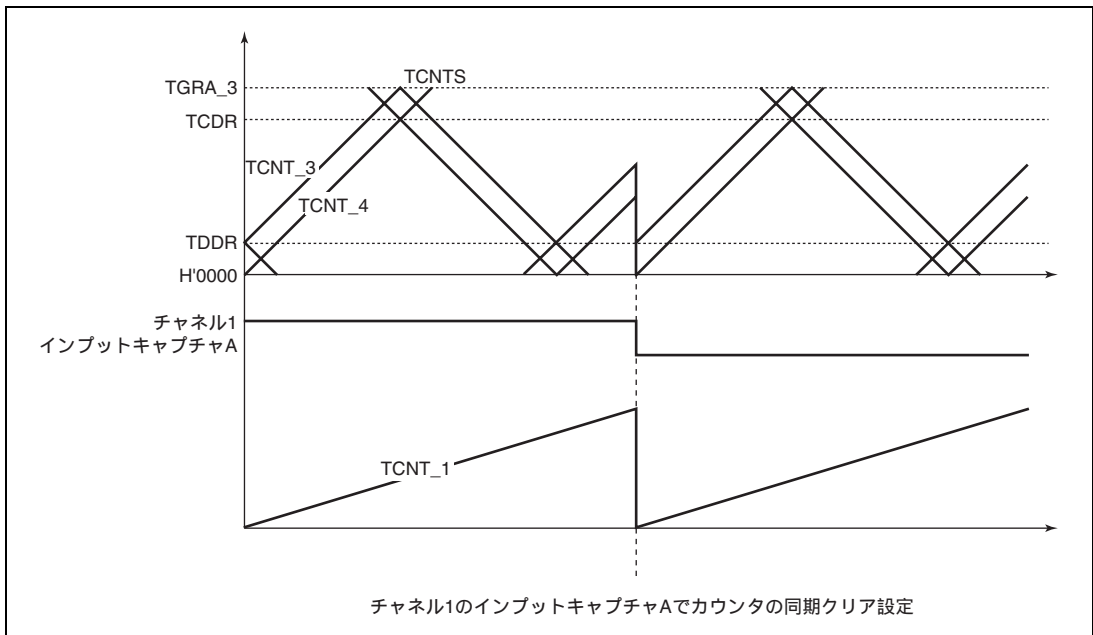 TCNTS
TGRA_3
TCDR
TCNT_3
TCNT_4
TDDR
H'0000
チャネル1
インプットキャプチャA
TCNT_1
チャネル1のインプットキャプチャAでカウンタの同期クリア設定